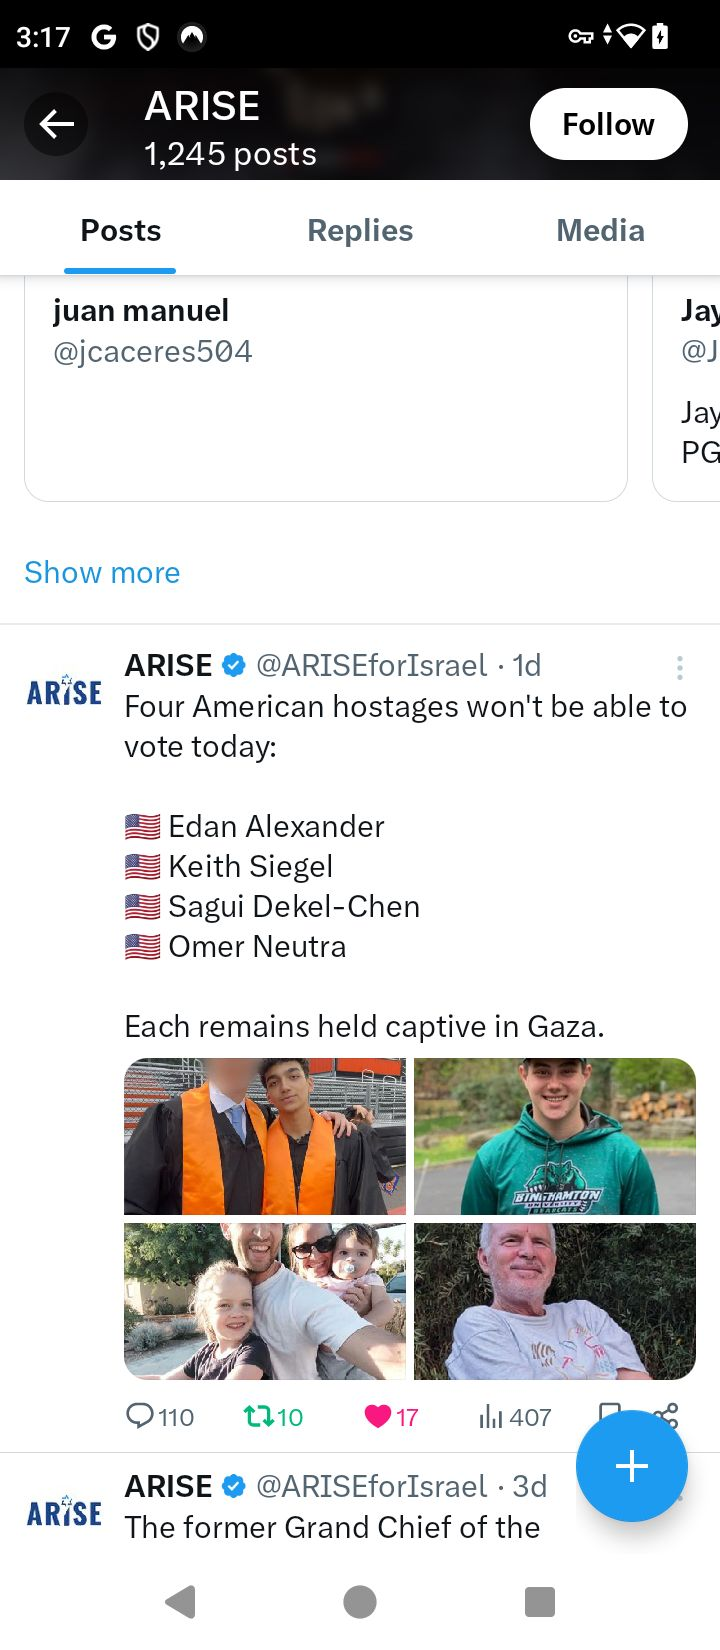 3:17
ARISE
1,245 posts
Follow
Posts
Replies
Media
juan manuel
@jcaceres504
Jay
@J
Jay
PG
Show more
ARISE @ARISEforIsrael · 1d
ARISE
Four American hostages won't be able to
vote today:
🇺🇸 Edan Alexander
🇺🇸 Keith Siegel
🇺🇸 Sagui Dekel-Chen
🇺🇸 Omer Neutra
Each remains held captive in Gaza.
BINGHAMTON
UNIVERSITY
BEARCATS
110 10 17 407
ARISE @ARISEforIsrael · 3d
ARISE
The former Grand Chief of the